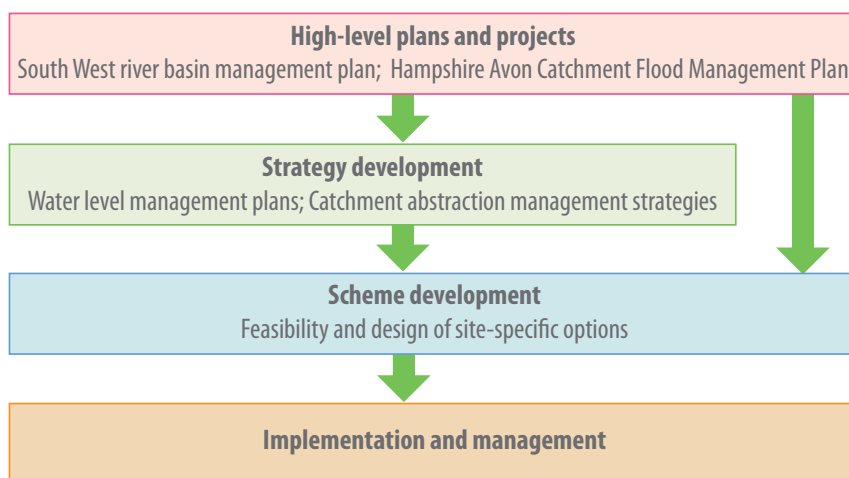 High-level plans and projects
South West river basin management plan; Hampshire Avon Catchment Flood Management Plan
Strategy development
Water level management plans; Catchment abstraction management strategies
Scheme development
Feasibility and design of site-specific options
Implementation and management